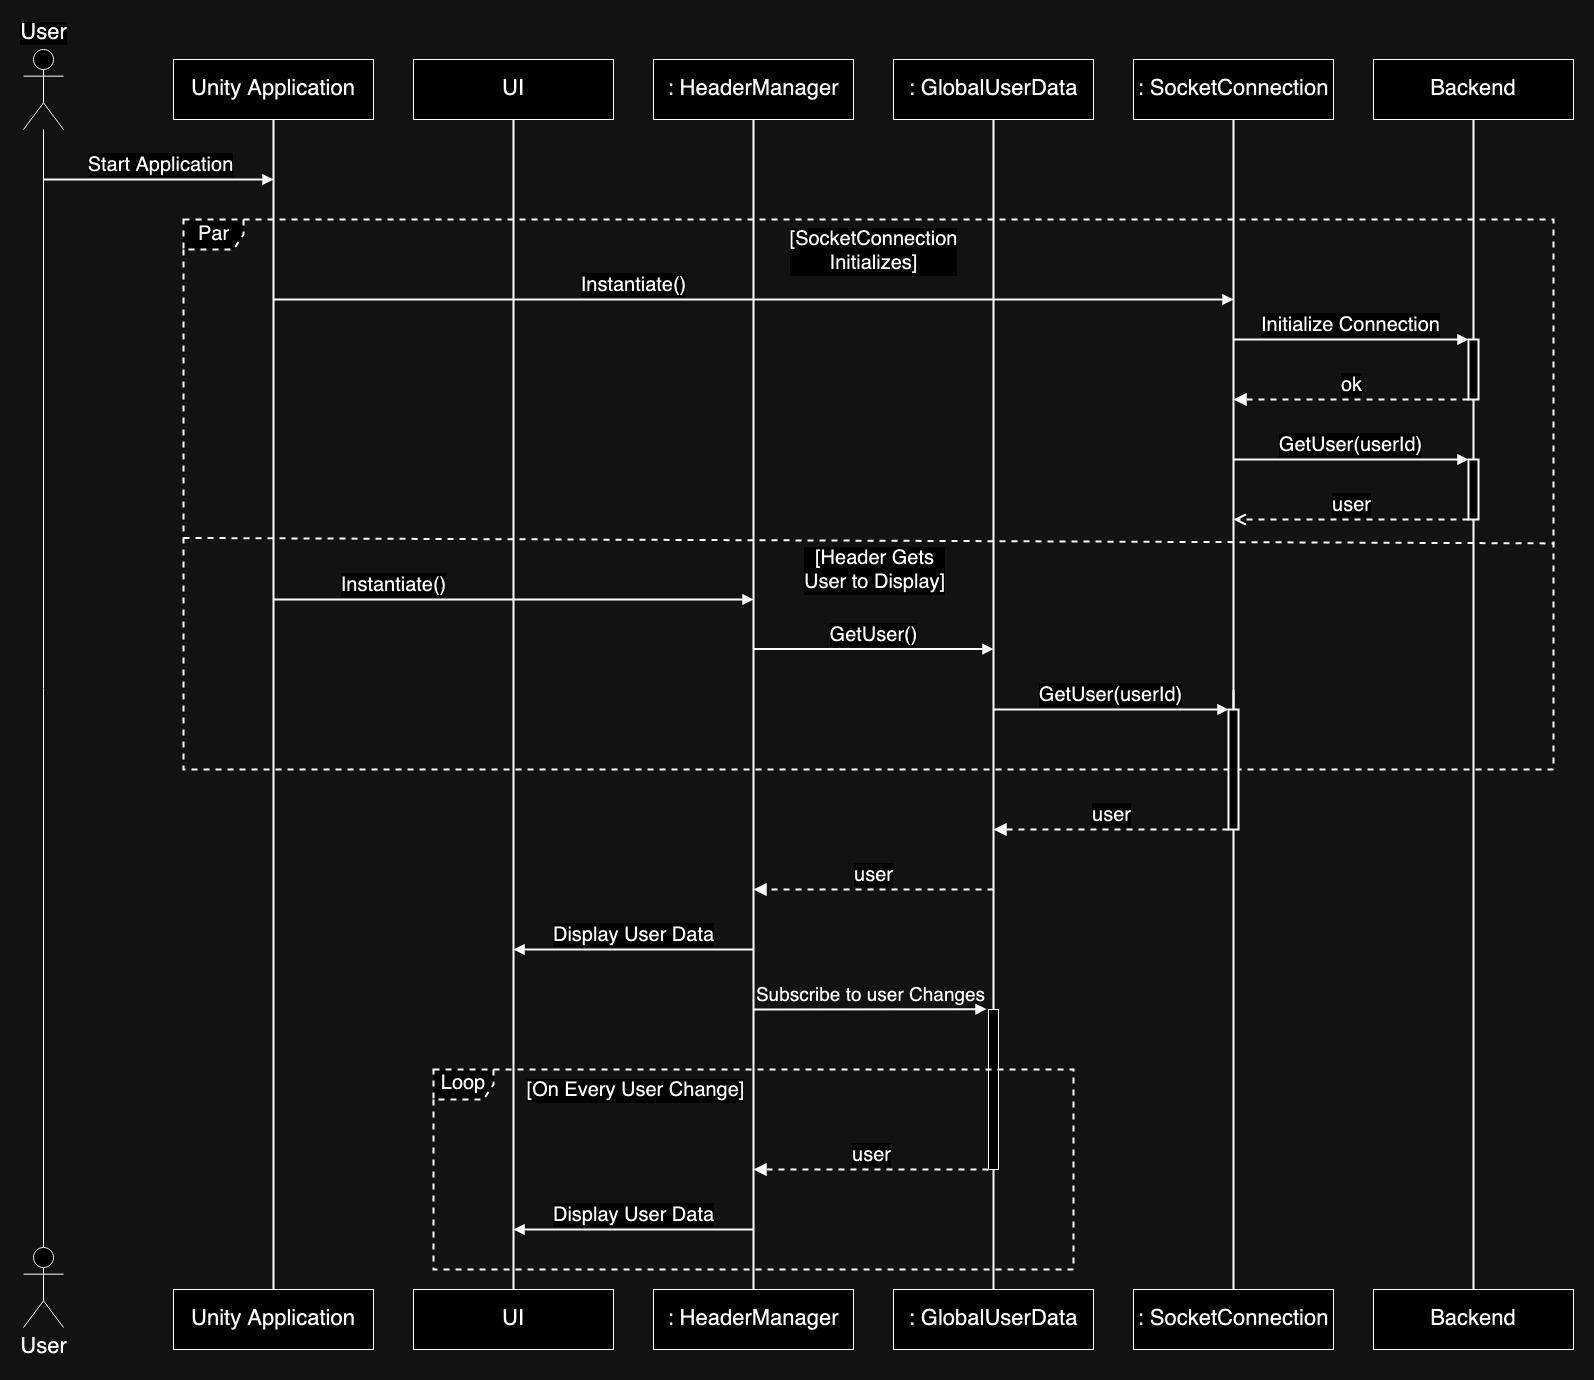 User
Unity Application
UI
: HeaderManager
: GlobalUserData
: SocketConnection
Backend
Start Application
Par
[SocketConnection
Initializes]
Instantiate()
Initialize Connection
ok
GetUser(userId)
user
[Header Gets
User to Display]
Instantiate()
GetUser()
GetUser(userId)
user
user
Display User Data
Subscribe to user Changes
Loop
[On Every User Change]
user
Display User Data
Unity Application
UI
: HeaderManager
: GlobalUserData
: SocketConnection
Backend
User